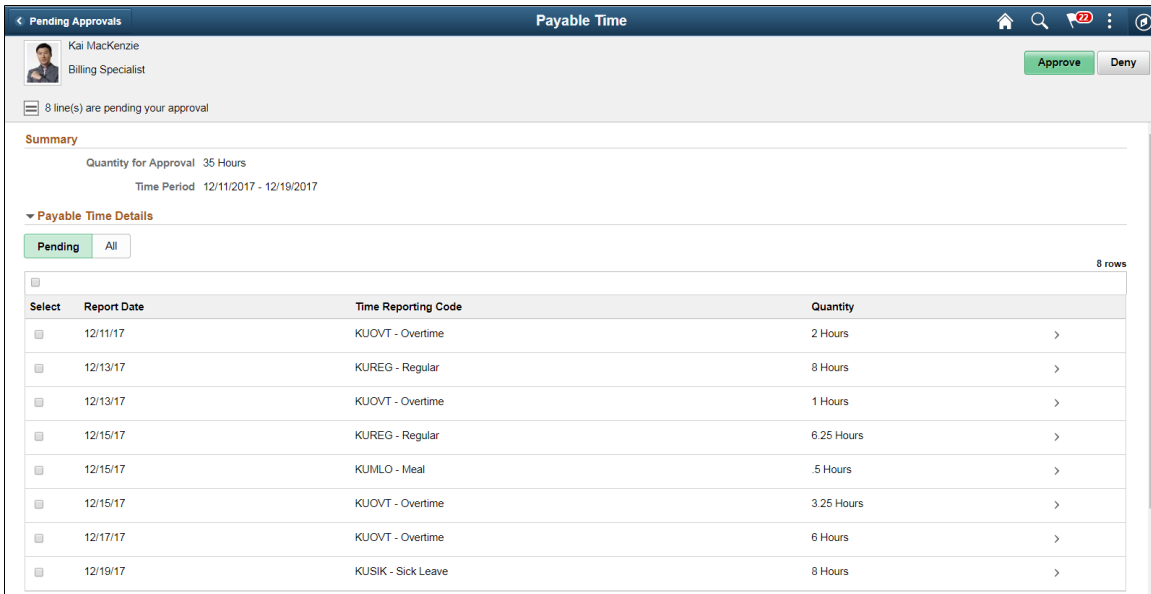 Pending Approvals Payable Time 22
Kai MacKenzie
Billing Specialist
Approve Deny
8 line(s) are pending your approval
Summary
Quantity for Approval 35 Hours
Time Period 12/11/2017 - 12/19/2017
Payable Time Details
Pending All
8 rows
Select Report Date Time Reporting Code Quantity
12/11/17 KUOVT - Overtime 2 Hours
12/13/17 KUREG - Regular 8 Hours
12/13/17 KUOVT - Overtime 1 Hours
12/15/17 KUREG - Regular 6.25 Hours
12/15/17 KUMLO - Meal .5 Hours
12/15/17 KUOVT - Overtime 3.25 Hours
12/17/17 KUOVT - Overtime 6 Hours
12/19/17 KUSIK - Sick Leave 8 Hours